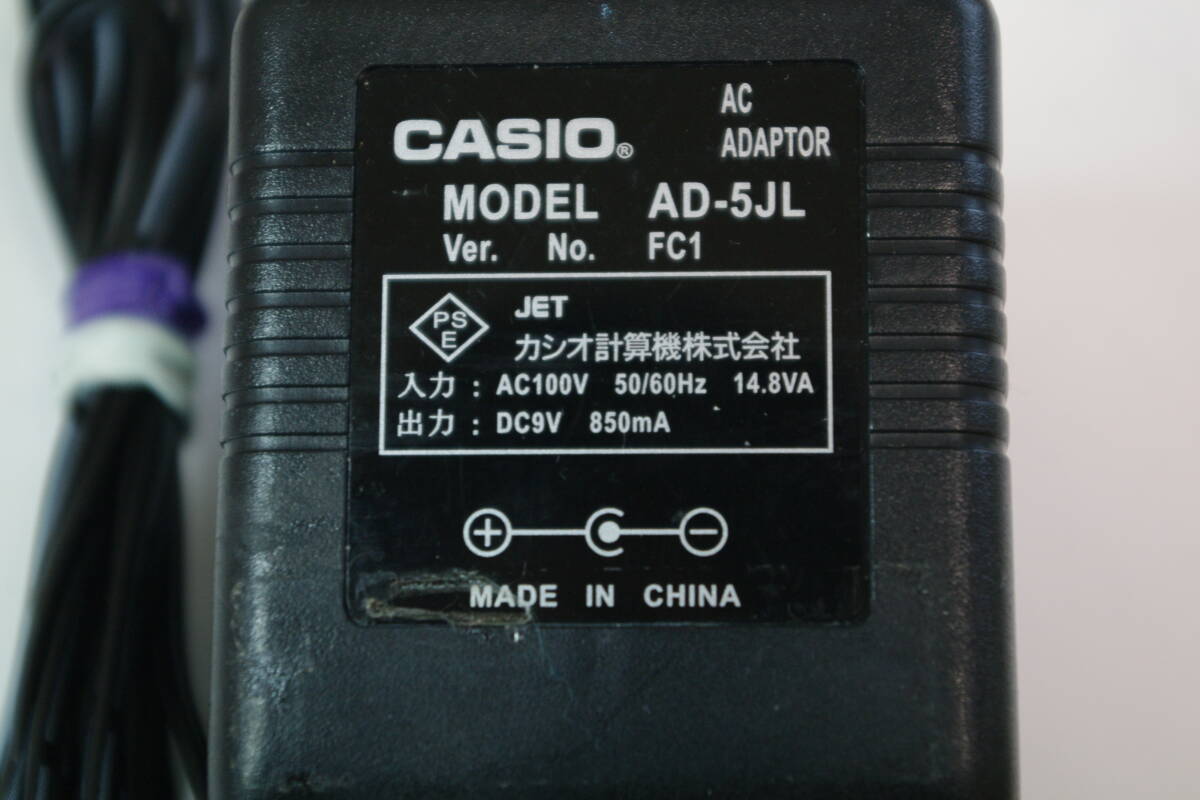 CASIO®
AC
ADAPTOR
MODEL AD-5JL
Ver. No. FC1
PS
E
JET
カシオ計算機株式会社
入力 : AC100V 50/60Hz 14.8VA
出力 : DC9V 850mA
MADE IN CHINA